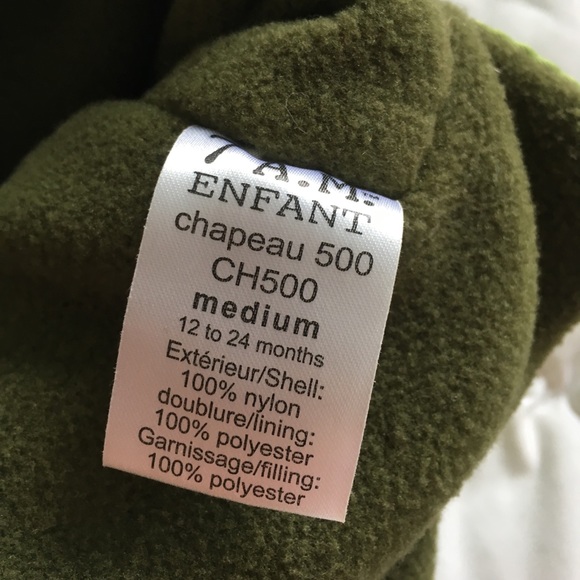 7 A.M.™
ENFANT
chapeau 500
CH500
medium
12 to 24 months
Extérieur/Shell:
100% nylon
doublure/lining:
100% polyester
Garnissage/filling:
100% polyester